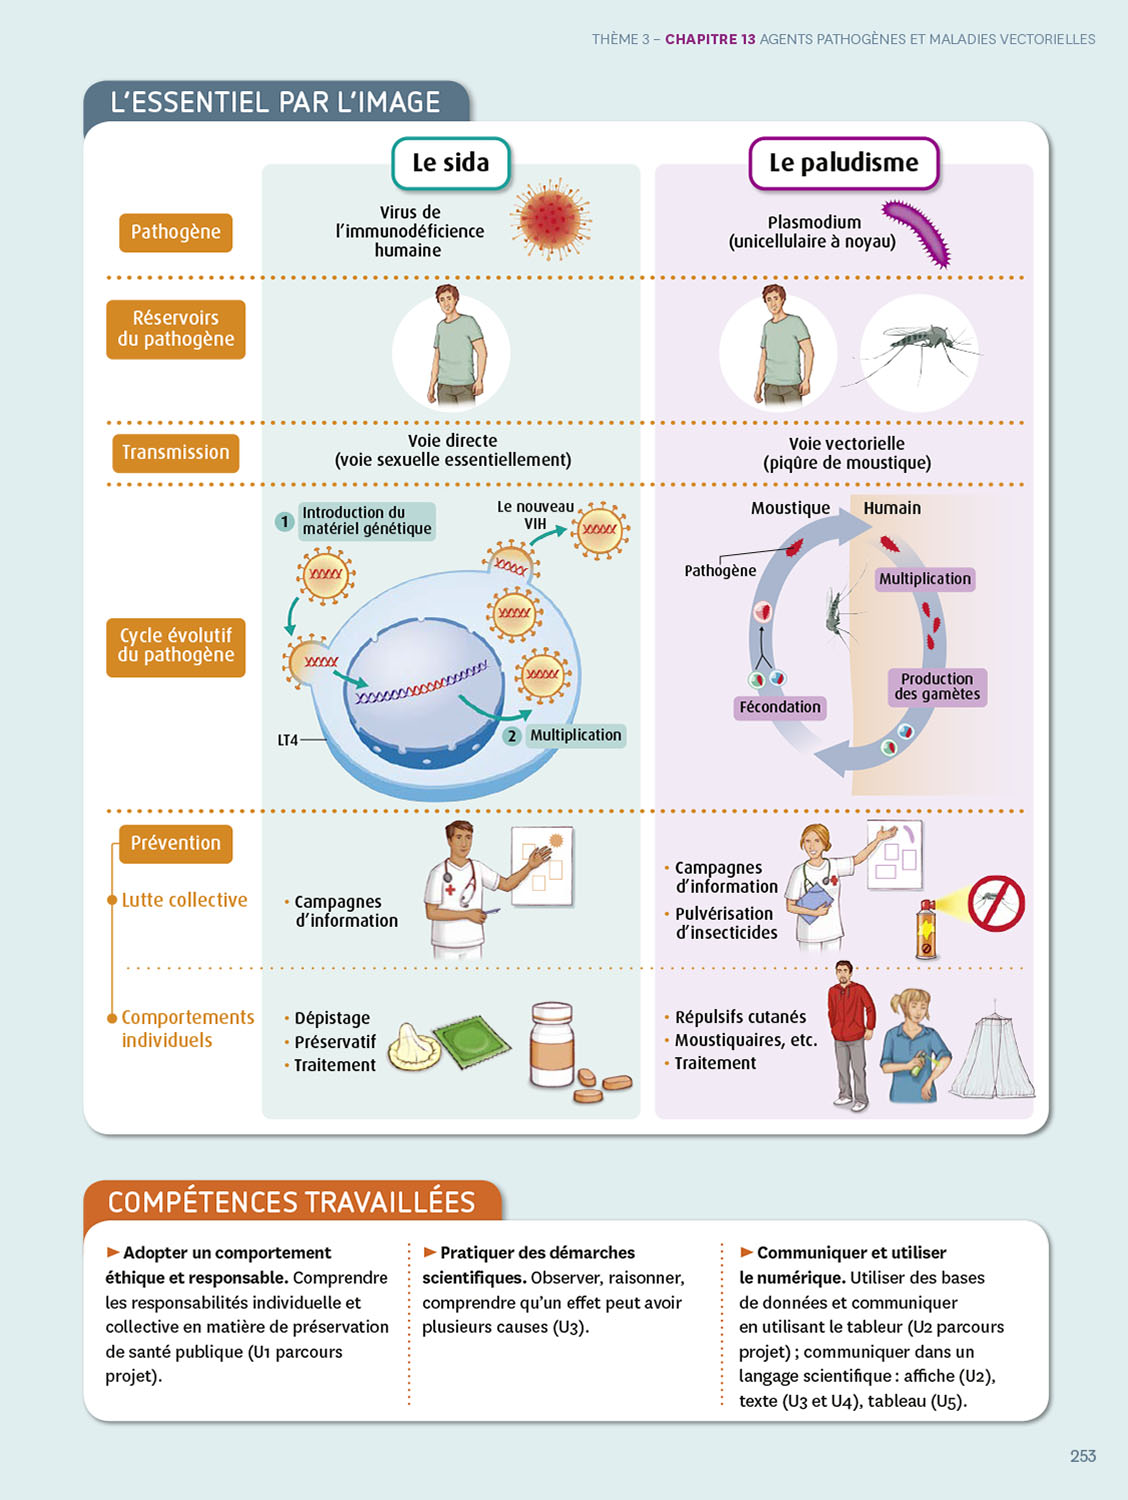 THÈME 3 – CHAPITRE 13 AGENTS PATHOGÈNES ET MALADIES VECTORIELLES
L'ESSENTIEL PAR L'IMAGE
Le sida
Le paludisme
Pathogène
Virus de
l'immunodéficience
humaine
Plasmodium
(unicellulaire à noyau)
Réservoirs
du pathogène
Transmission
Voie directe
(voie sexuelle essentiellement)
Voie vectorielle
(piqûre de moustique)
Cycle évolutif
du pathogène
1 Introduction du
matériel génétique
Le nouveau
VIH
LT4
2 Multiplication
Moustique
Humain
Pathogène
Multiplication
Production
des gamètes
Fécondation
Prévention
Lutte collective
• Campagnes
d'information
• Campagnes
d'information
• Pulvérisation
d'insecticides
Comportements
individuels
• Dépistage
• Préservatif
• Traitement
• Répulsifs cutanés
• Moustiquaires, etc.
• Traitement
COMPÉTENCES TRAVAILLÉES
► Adopter un comportement
éthique et responsable. Comprendre
les responsabilités individuelle et
collective en matière de préservation
de santé publique (U1 parcours
projet).
► Pratiquer des démarches
scientifiques. Observer, raisonner,
comprendre qu'un effet peut avoir
plusieurs causes (U3).
► Communiquer et utiliser
le numérique. Utiliser des bases
de données et communiquer
en utilisant le tableur (U2 parcours
projet) ; communiquer dans un
langage scientifique : affiche (U2),
texte (U3 et U4), tableau (U5).
253